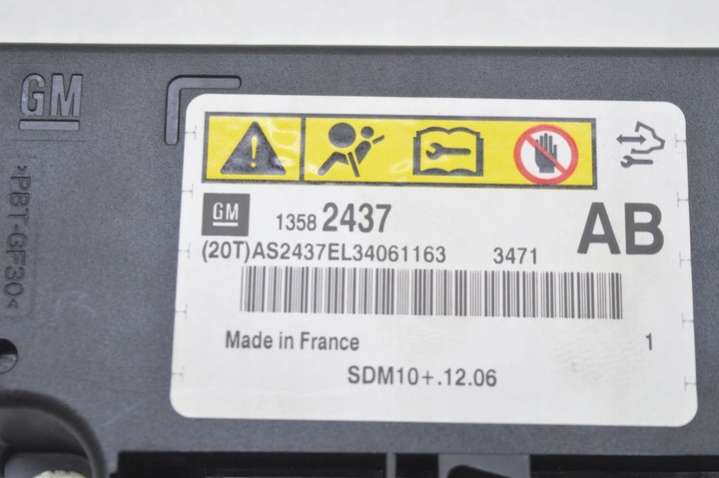 GM
>PBT-GF30<
GM 1358 2437 AB
(20T)AS2437EL34061163 3471
Made in France 1
SDM10+.12.06